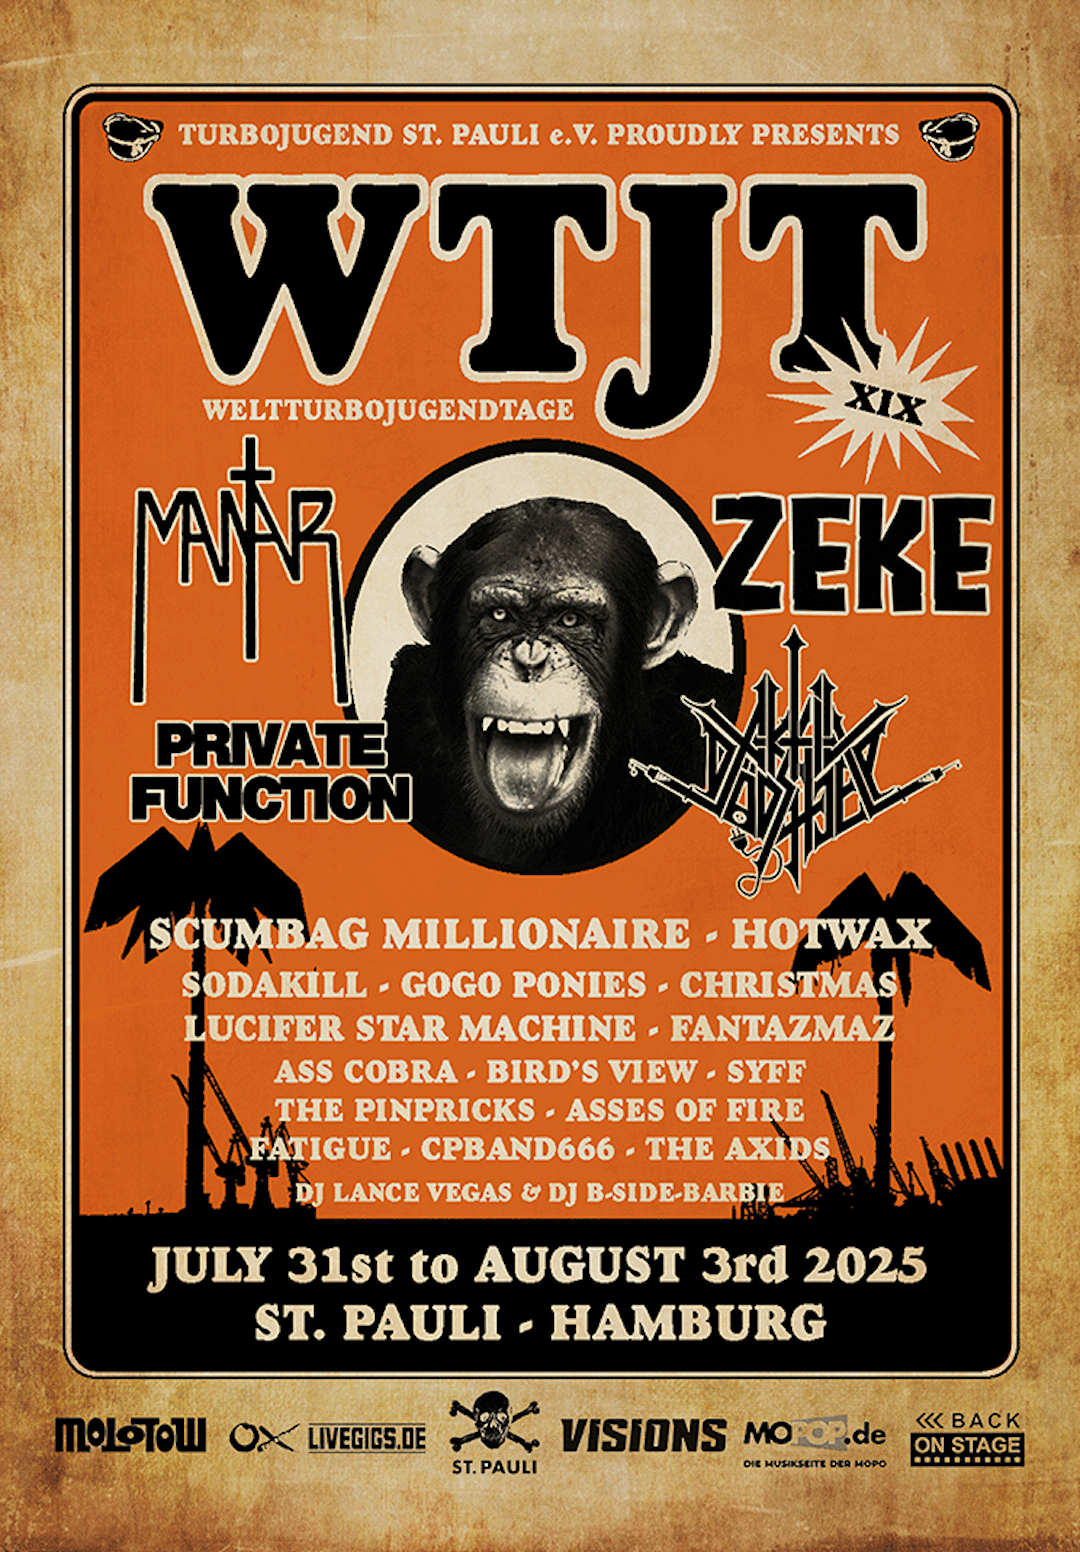 TURBOJUGEND ST. PAULI e.V. PROUDLY PRESENTS
WTJT
XIX
WELTTURBOJUGENDTAGE
MANTAR
ZEKE
PRIVATE
FUNCTION
SCUMBAG MILLIONAIRE - HOTWAX
SODAKILL - GOGO PONIES - CHRISTMAS
LUCIFER STAR MACHINE - FANTAZMAZ
ASS COBRA - BIRD'S VIEW - SYFF
THE PINPRICKS - ASSES OF FIRE
FATIGUE - CPBAND666 - THE AXIDS
DJ LANCE VEGAS & DJ B-SIDE-BARBIE
JULY 31st to AUGUST 3rd 2025
ST. PAULI - HAMBURG
MOLOTOW
OX
LIVEGIGS.DE
ST. PAULI
VISIONS
MOPOP.de
DIE MUSIKSEITE DER MOPO
<<< BACK
ON STAGE